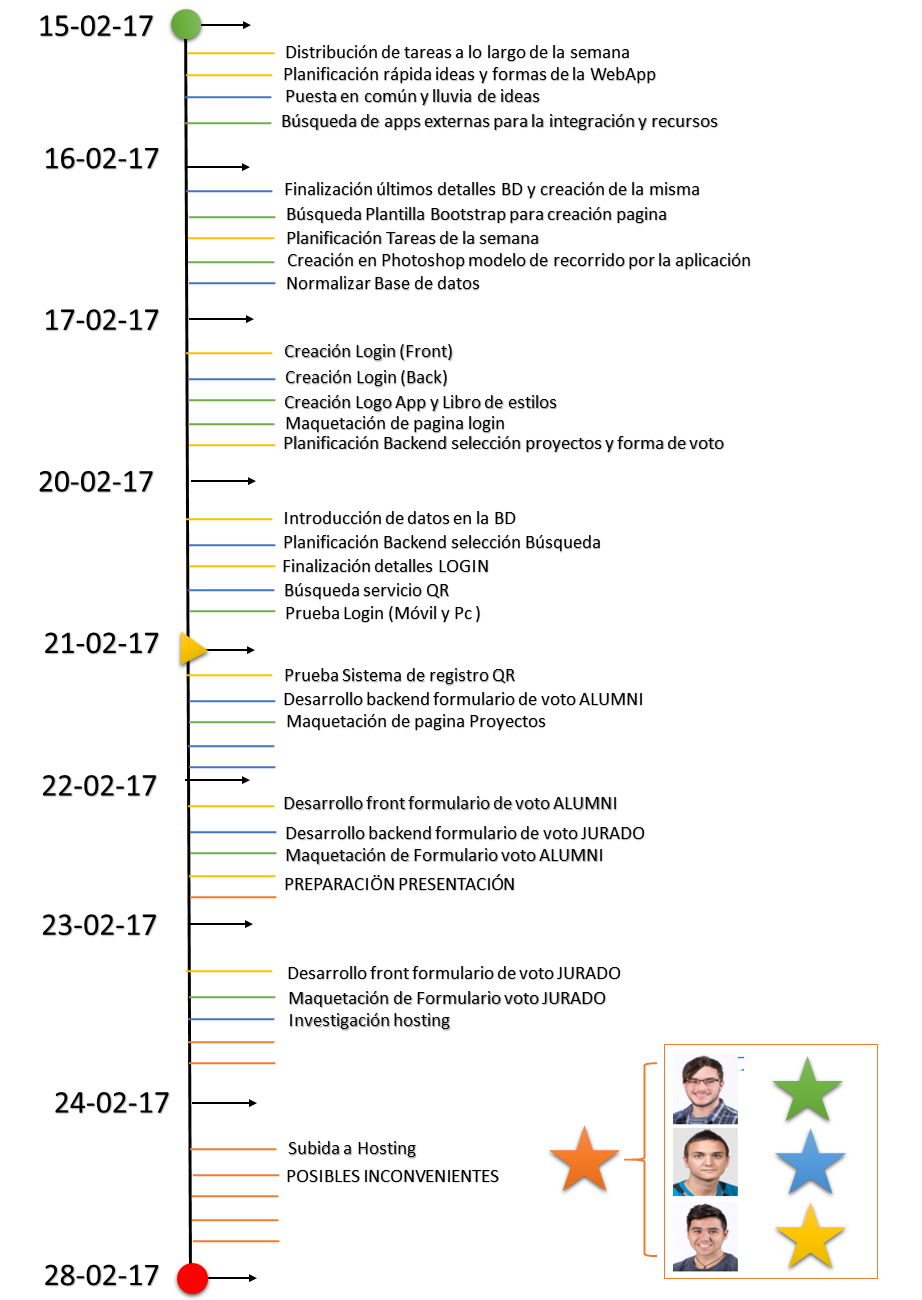 15-02-17
Distribución de tareas a lo largo de la semana
Planificación rápida ideas y formas de la WebApp
Puesta en común y lluvia de ideas
Búsqueda de apps externas para la integración y recursos
16-02-17
Finalización últimos detalles BD y creación de la misma
Búsqueda Plantilla Bootstrap para creación pagina
Planificación Tareas de la semana
Creación en Photoshop modelo de recorrido por la aplicación
Normalizar Base de datos
17-02-17
Creación Login (Front)
Creación Login (Back)
Creación Logo App y Libro de estilos
Maquetación de pagina login
Planificación Backend selección proyectos y forma de voto
20-02-17
Introducción de datos en la BD
Planificación Backend selección Búsqueda
Finalización detalles LOGIN
Búsqueda servicio QR
Prueba Login (Móvil y Pc )
21-02-17
Prueba Sistema de registro QR
Desarrollo backend formulario de voto ALUMNI
Maquetación de pagina Proyectos
22-02-17
Desarrollo front formulario de voto ALUMNI
Desarrollo backend formulario de voto JURADO
Maquetación de Formulario voto ALUMNI
PREPARACIÖN PRESENTACIÓN
23-02-17
Desarrollo front formulario de voto JURADO
Maquetación de Formulario voto JURADO
Investigación hosting
24-02-17
Subida a Hosting
POSIBLES INCONVENIENTES
28-02-17